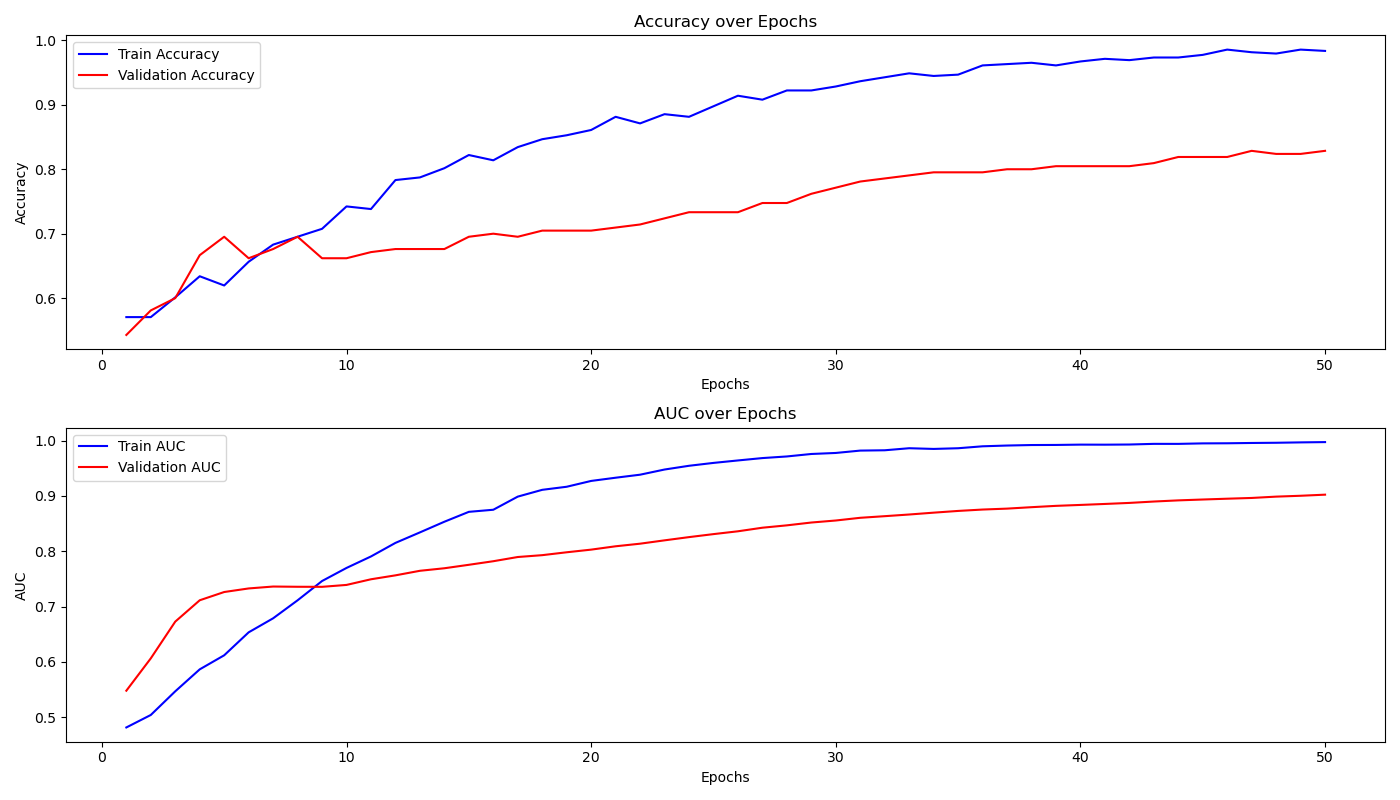 Accuracy over Epochs
Train Accuracy
Validation Accuracy
1.0
0.9
0.8
0.7
0.6
Accuracy
0 10 20 30 40 50
Epochs
AUC over Epochs
Train AUC
Validation AUC
1.0
0.9
0.8
0.7
0.6
0.5
AUC
0 10 20 30 40 50
Epochs